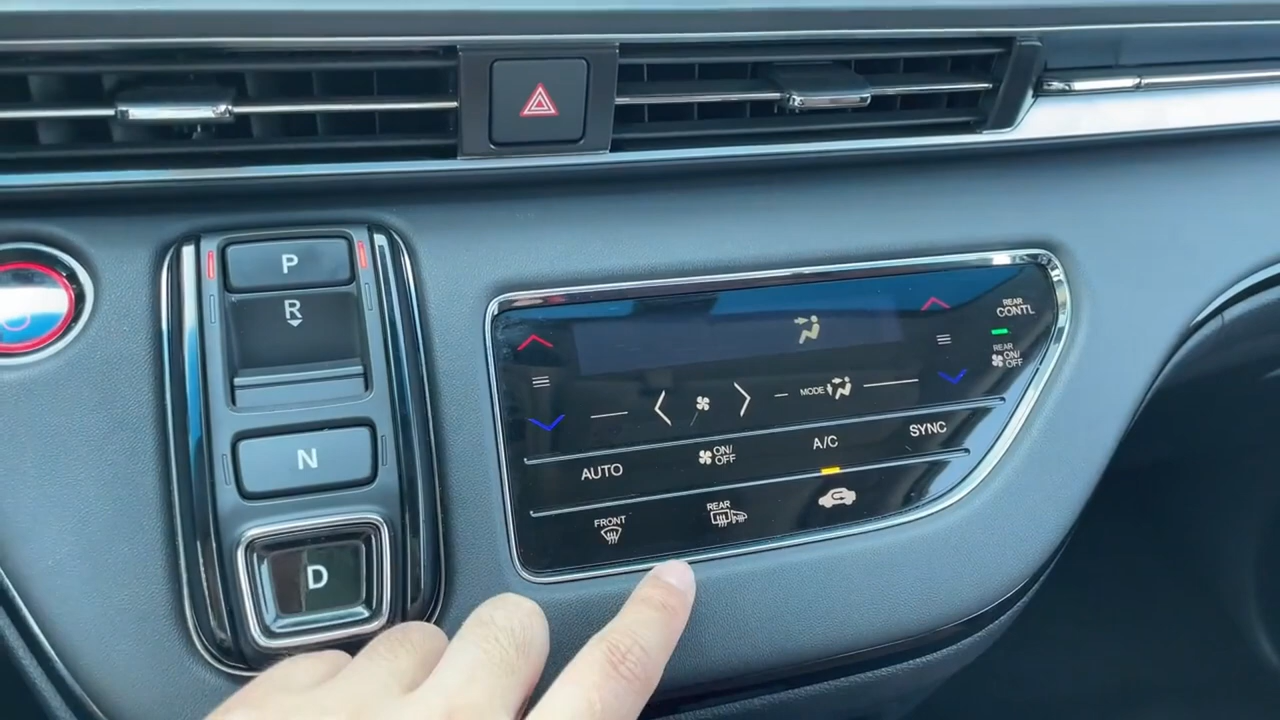 P
R
N
D
REAR
CONTL
REAR
ON/
OFF
MODE
AUTO
ON/
OFF
A/C
SYNC
FRONT
REAR